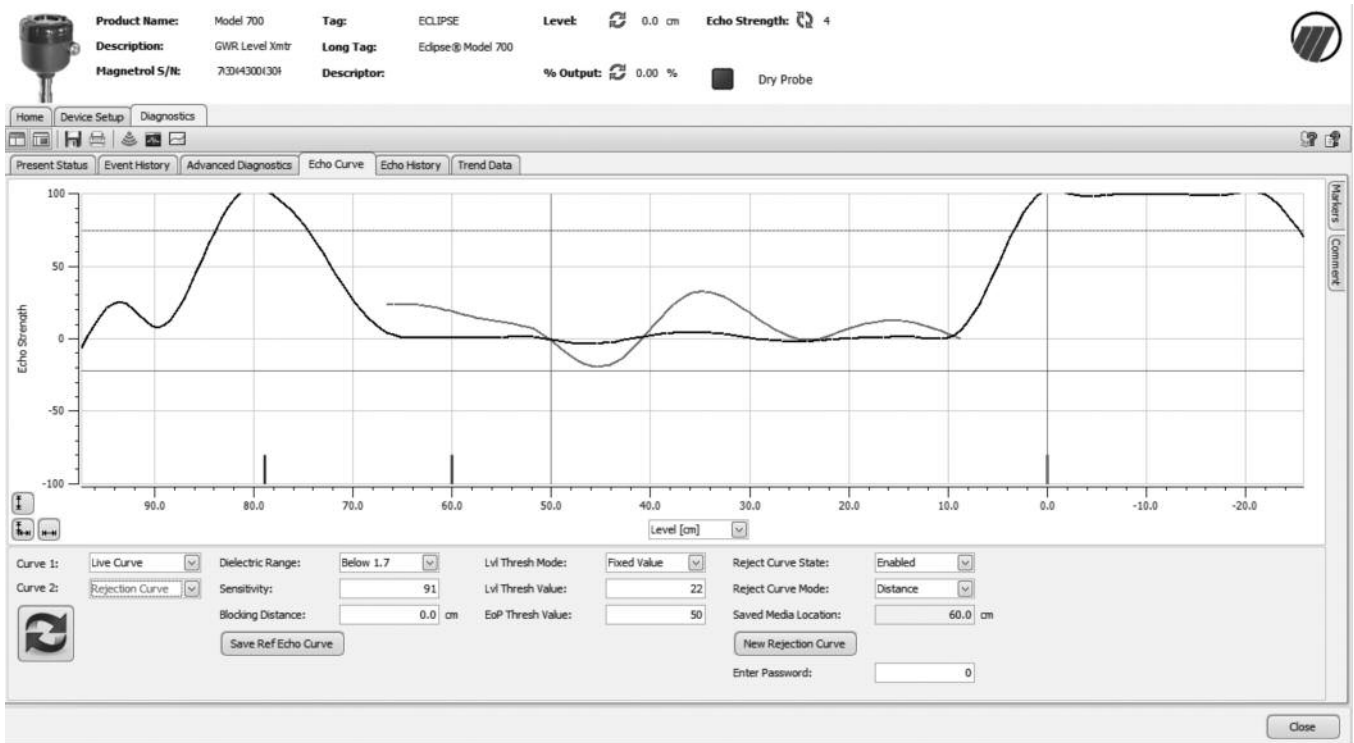 Product Name: Model 700 Tag: ECLIPSE Level: 0.0 cm Echo Strength: 4
Description: GWR Level Xmtr Long Tag: Eclipse® Model 700
Magnetrol S/N: Descriptor: % Output: 0.00 % Dry Probe
Home Device Setup Diagnostics
Present Status Event History Advanced Diagnostics Echo Curve Echo History Trend Data
Markers
Comment
Echo Strength
100
50
0
-50
-100
90.0 80.0 70.0 60.0 50.0 40.0 30.0 20.0 10.0 0.0 -10.0 -20.0
Level [cm]
Curve 1: Live Curve Dielectric Range: Below 1.7 Lvl Thresh Mode: Fixed Value Reject Curve State: Enabled
Curve 2: Rejection Curve Sensitivity: 91 Lvl Thresh Value: 22 Reject Curve Mode: Distance
Blocking Distance: 0.0 cm EoP Thresh Value: 50 Saved Media Location: 60.0 cm
Save Ref Echo Curve New Rejection Curve
Enter Password: 0
Close